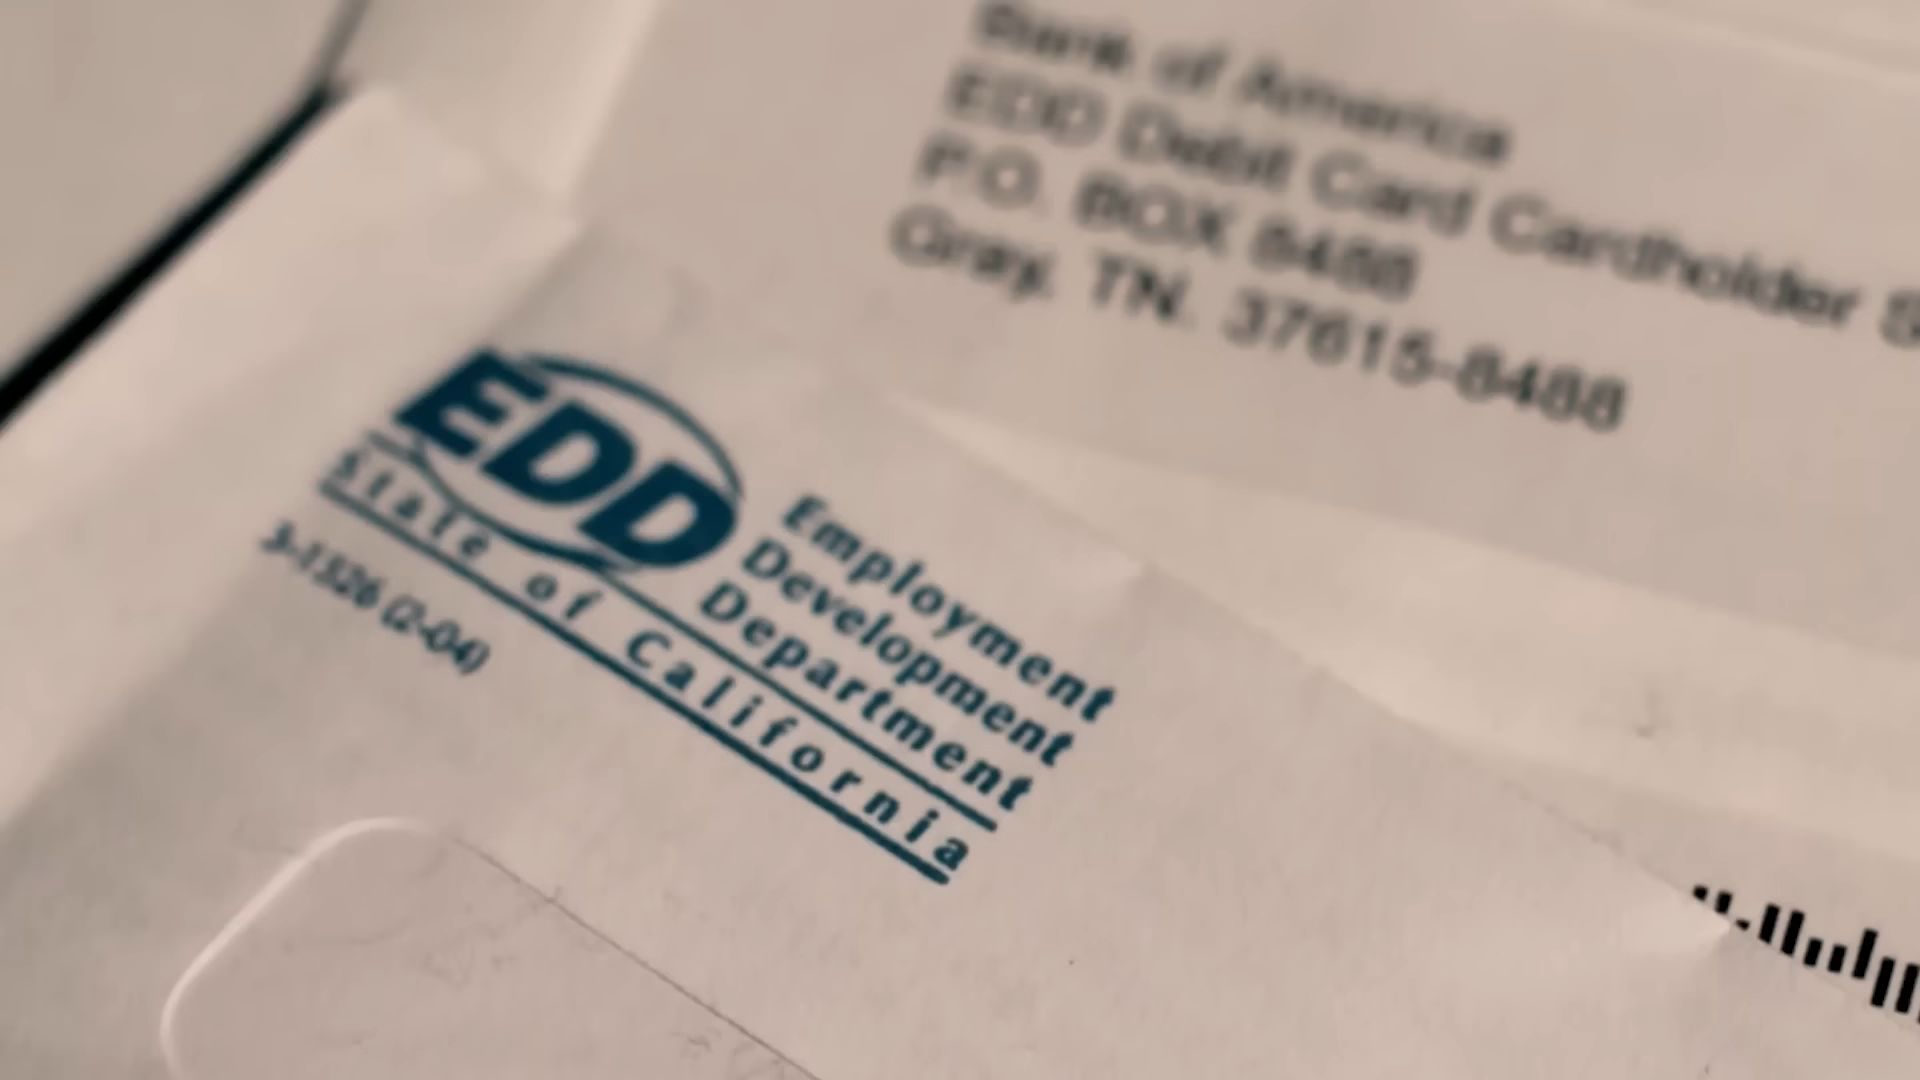 Bank of America
EDD Debit Card Cardholder
P.O. BOX 8488
Gray, TN. 37615-8488
EDD
Employment
Development
Department
State of California
3-1326 (2-04)